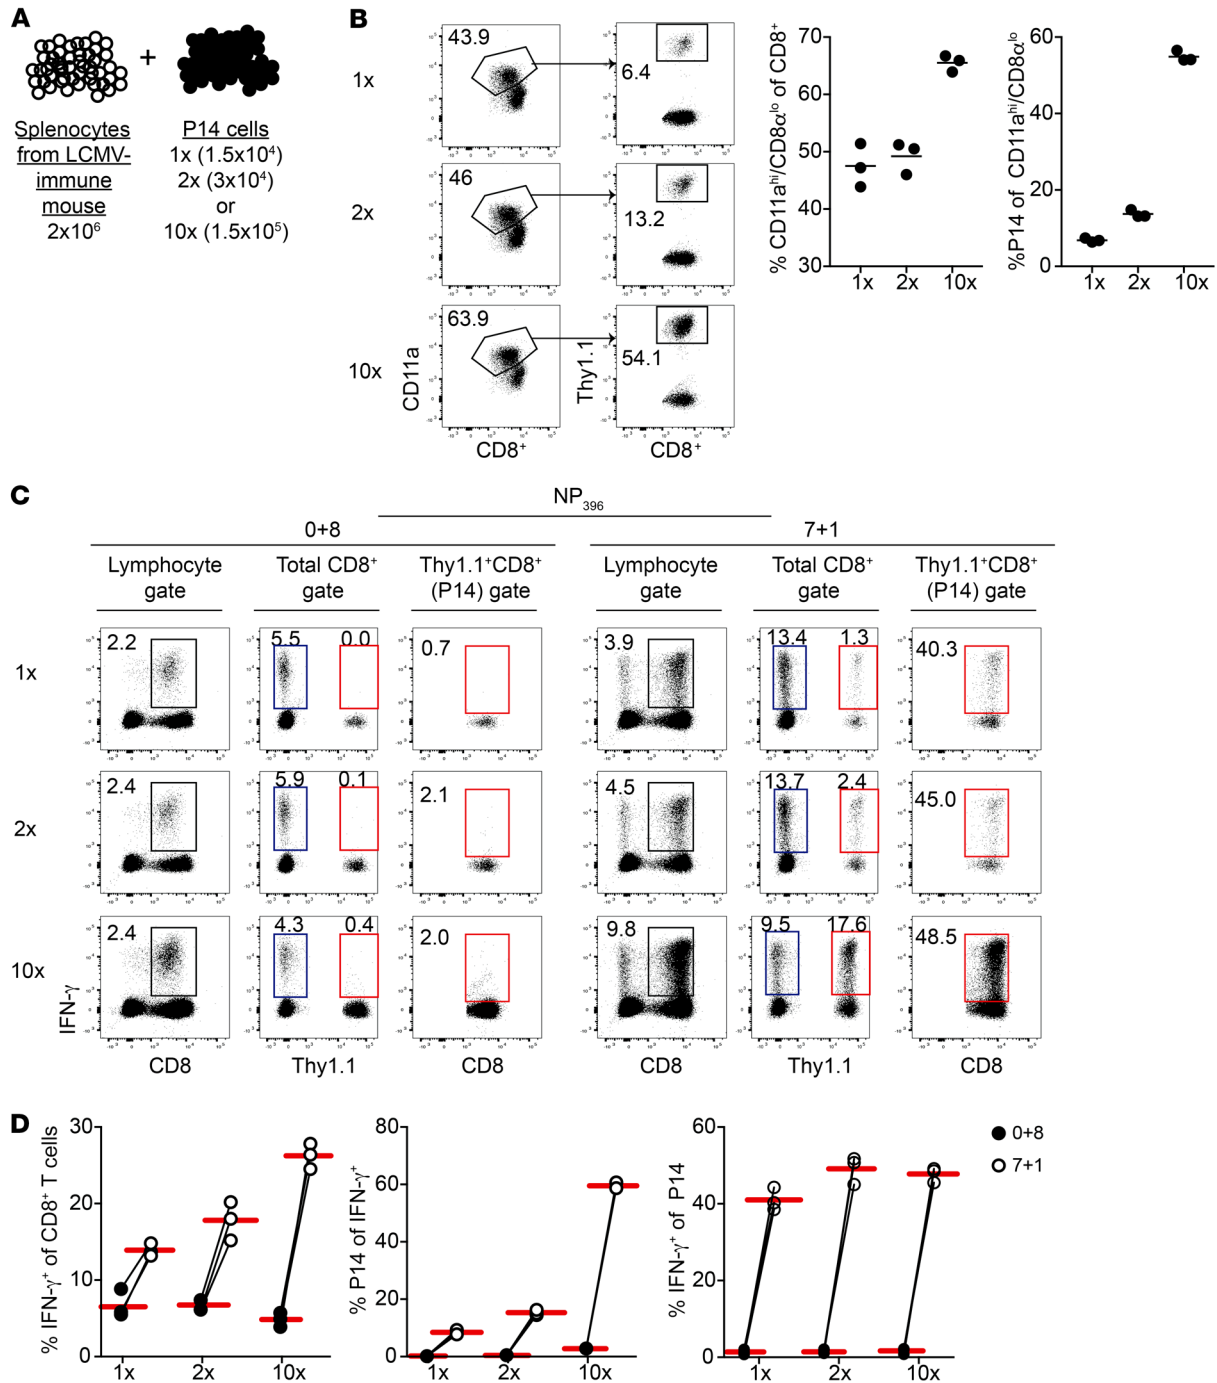 A
+
Splenocytes
from LCMV-
immune
mouse
2x10⁶
P14 cells
1x (1.5x10⁴)
2x (3x10⁴)
or
10x (1.5x10⁵)
B
1x
43.9
6.4
2x
46
13.2
10x
63.9
54.1
CD11a
Thy1.1
CD8⁺
CD8⁺
% CD11aʰⁱ/CD8αˡᵒ of CD8⁺
70
60
50
40
30
1x 2x 10x
%P14 of CD11aʰⁱ/CD8αˡᵒ
60
40
20
0
1x 2x 10x
C
NP₃₉₆
0+8
7+1
Lymphocyte gate
Total CD8⁺ gate
Thy1.1⁺CD8⁺ (P14) gate
Lymphocyte gate
Total CD8⁺ gate
Thy1.1⁺CD8⁺ (P14) gate
1x
2.2
5.5 0.0
0.7
3.9
13.4 1.3
40.3
2x
2.4
5.9 0.1
2.1
4.5
13.7 2.4
45.0
10x
2.4
4.3 0.4
2.0
9.8
9.5 17.6
48.5
IFN-γ
CD8 Thy1.1 CD8 CD8 Thy1.1 CD8
D
% IFN-γ⁺ of CD8⁺ T cells
30
20
10
0
1x 2x 10x
% P14 of IFN-γ⁺
80
60
40
20
0
1x 2x 10x
% IFN-γ⁺ of P14
60
40
20
0
1x 2x 10x
0+8
7+1